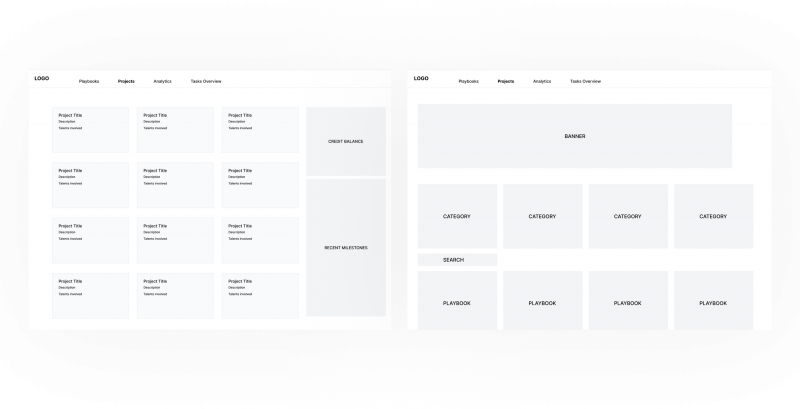 LOGO
Playbooks Projects Analytics Tasks Overview
Project Title Project Title Project Title
Description Description Description
Talents Involved Talents Involved Talents Involved
CREDIT BALANCE
Project Title Project Title Project Title
Description Description Description
Talents Involved Talents Involved Talents Involved
Project Title Project Title Project Title
Description Description Description
Talents Involved Talents Involved Talents Involved
RECENT MILESTONES
Project Title Project Title Project Title
Description Description Description
Talents Involved Talents Involved Talents Involved
LOGO
Playbooks Projects Analytics Tasks Overview
BANNER
CATEGORY CATEGORY CATEGORY CATEGORY
SEARCH
PLAYBOOK PLAYBOOK PLAYBOOK PLAYBOOK